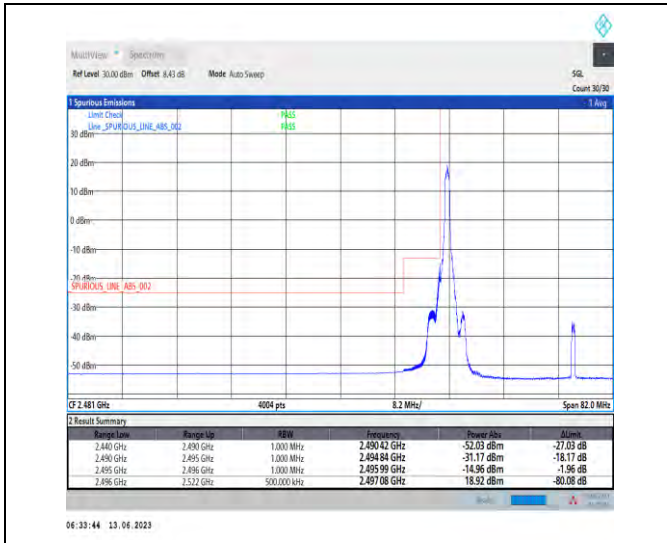 MultiView Spectrum
Ref Level 30.00 dBm Offset 8.43 dB Mode Auto Sweep SGL
Count 30/30
1 Spurious Emissions 1 Avg
Limit Check PASS
Line _SPURIOUS_LINE_ABS_002 PASS
30 dBm
20 dBm
10 dBm
0 dBm
-10 dBm
-20 dBm
SPURIOUS_LINE_ABS_002
-30 dBm
-40 dBm
-50 dBm
CF 2.481 GHz 4004 pts 8.2 MHz/ Span 82.0 MHz
2 Result Summary
Range Low Range Up RBW Frequency Power Abs ΔLimit
2.440 GHz 2.490 GHz 1.000 MHz 2.490 42 GHz -52.03 dBm -27.03 dB
2.490 GHz 2.495 GHz 1.000 MHz 2.494 84 GHz -31.17 dBm -18.17 dB
2.495 GHz 2.496 GHz 1.000 MHz 2.495 99 GHz -14.96 dBm -1.96 dB
2.496 GHz 2.522 GHz 500.000 kHz 2.497 08 GHz 18.92 dBm -80.08 dB
06:33:44 13.06.2023